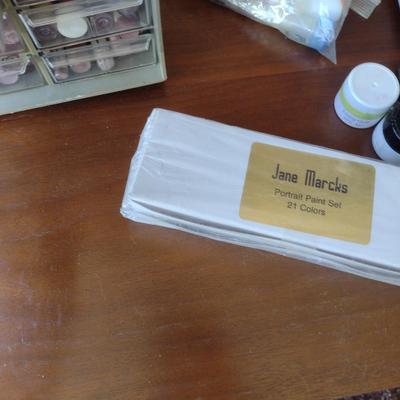 Jane Marcks
Portrait Paint Set
21 Colors